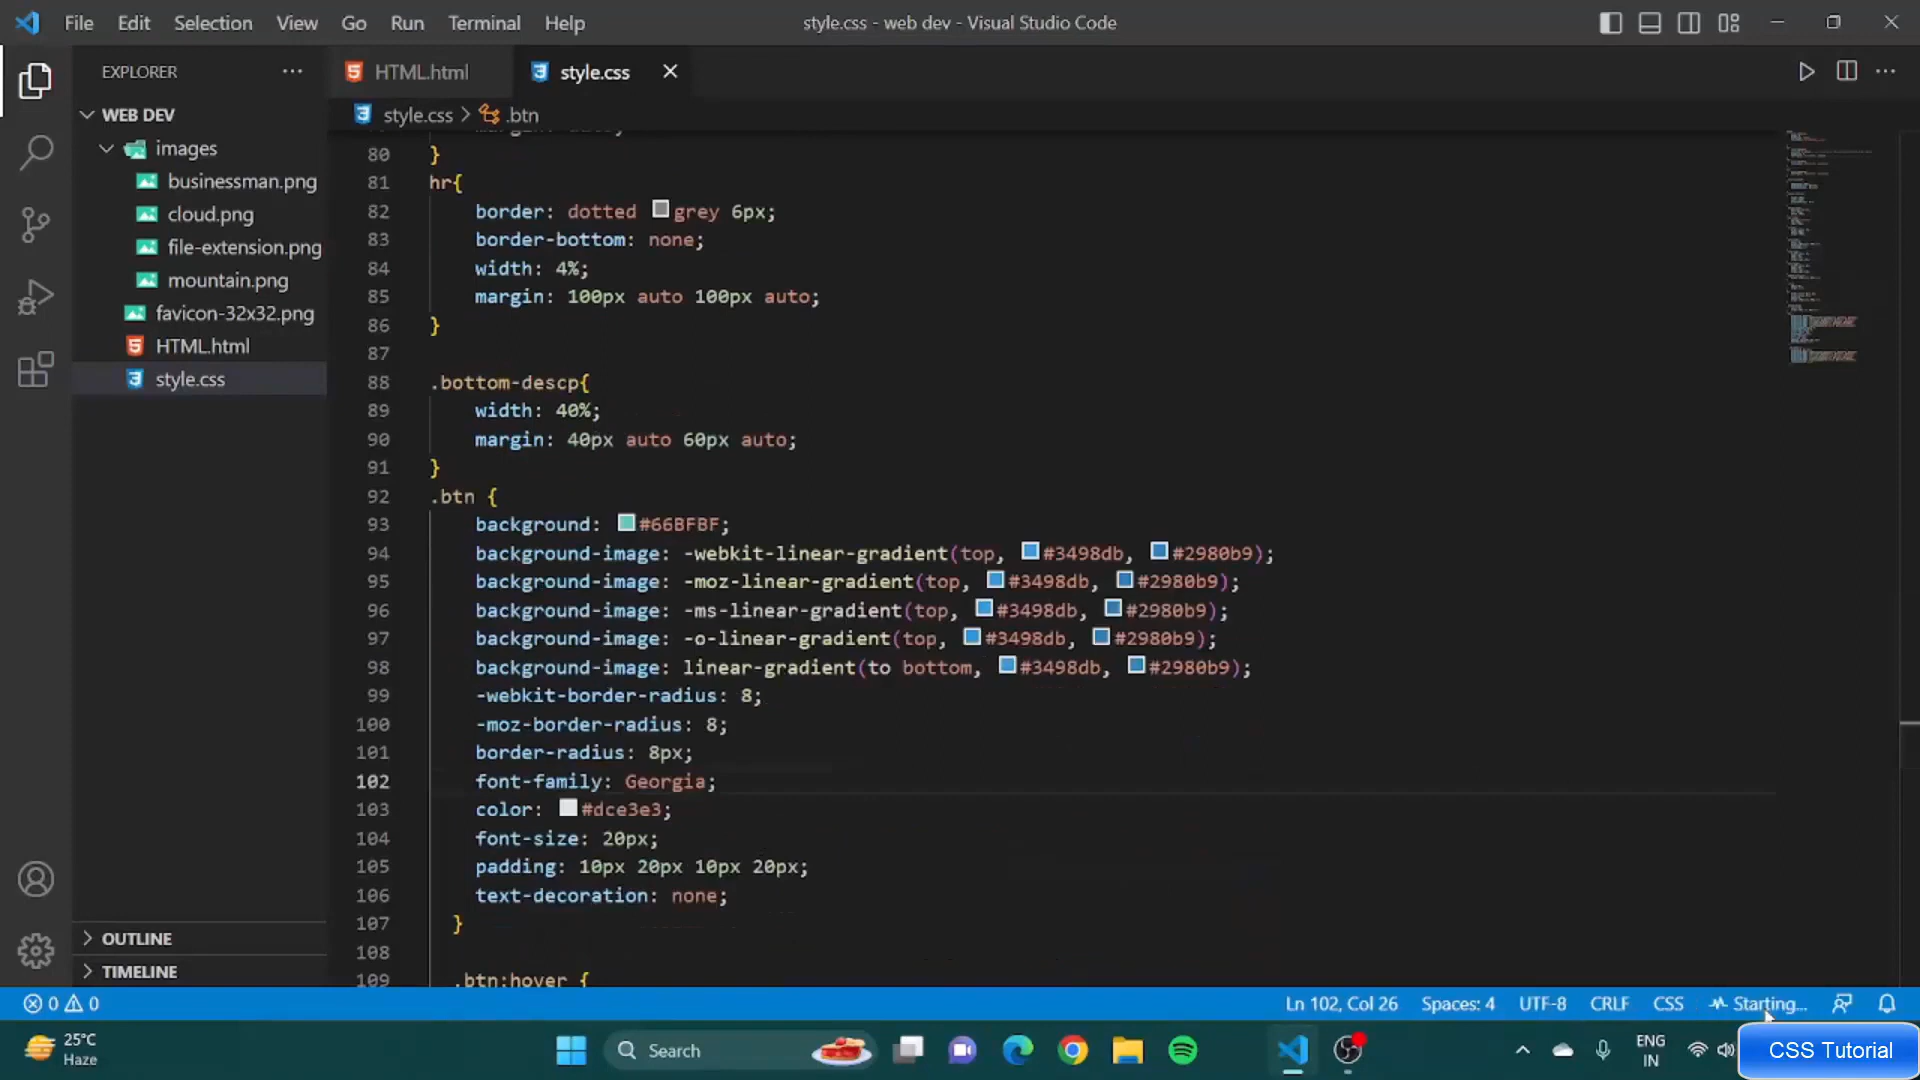 File Edit Selection View Go Run Terminal Help
style.css - web dev - Visual Studio Code
EXPLORER
HTML.html
style.css
WEB DEV
style.css > .btn
images
businessman.png
cloud.png
file-extension.png
mountain.png
favicon-32x32.png
HTML.html
style.css
80 }
81 hr{
82 border: dotted grey 6px;
83 border-bottom: none;
84 width: 4%;
85 margin: 100px auto 100px auto;
86 }
87
88 .bottom-descp{
89 width: 40%;
90 margin: 40px auto 60px auto;
91 }
92 .btn {
93 background: #66BFBF;
94 background-image: -webkit-linear-gradient(top, #3498db, #2980b9);
95 background-image: -moz-linear-gradient(top, #3498db, #2980b9);
96 background-image: -ms-linear-gradient(top, #3498db, #2980b9);
97 background-image: -o-linear-gradient(top, #3498db, #2980b9);
98 background-image: linear-gradient(to bottom, #3498db, #2980b9);
99 -webkit-border-radius: 8;
100 -moz-border-radius: 8;
101 border-radius: 8px;
102 font-family: Georgia;
103 color: #dce3e3;
104 font-size: 20px;
105 padding: 10px 20px 10px 20px;
106 text-decoration: none;
107 }
108
109 .btn:hover {
OUTLINE
TIMELINE
0 0
Ln 102, Col 26 Spaces: 4 UTF-8 CRLF CSS Starting...
25°C
Haze
Search
ENG
IN
CSS Tutorial